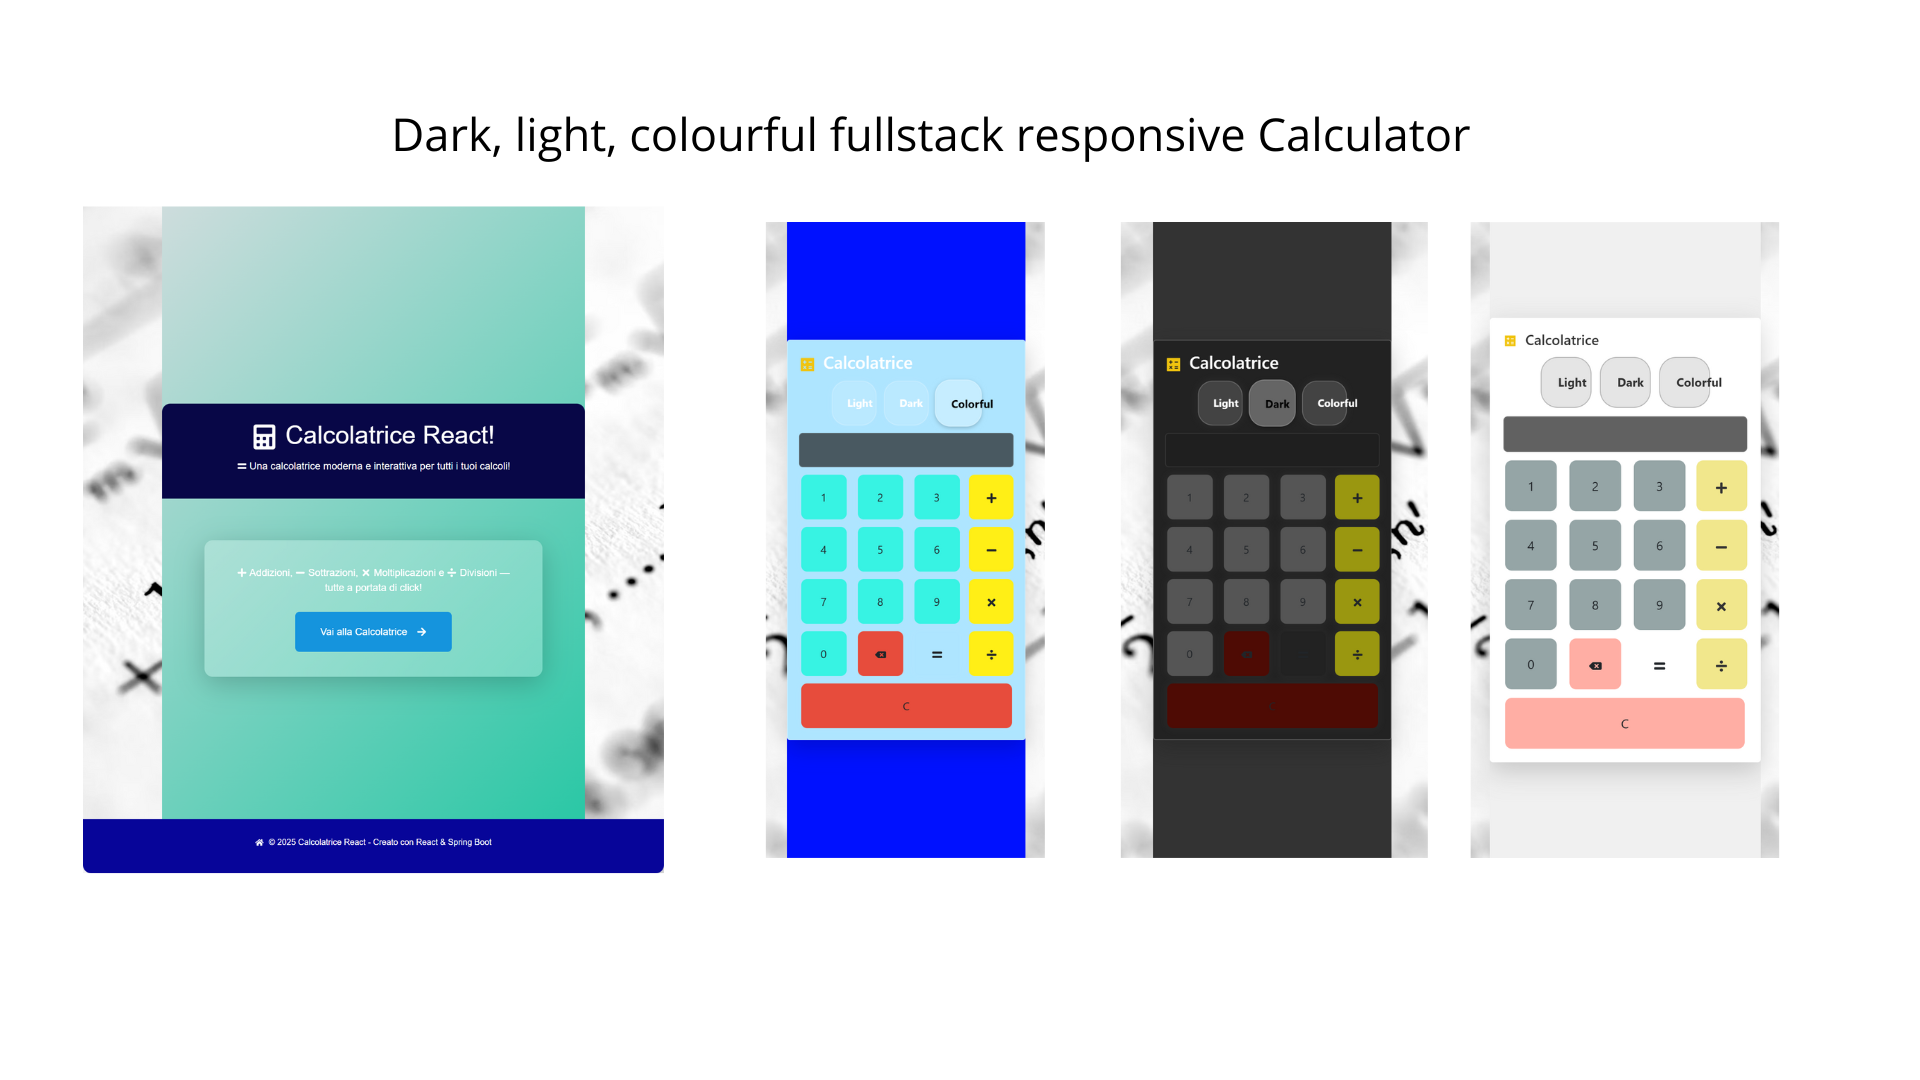 Dark, light, colourful fullstack responsive Calculator
Calcolatrice React!
= Una calcolatrice moderna e interattiva per tutti i tuoi calcoli!
+ Addizioni, − Sottrazioni, × Moltiplicazioni e ÷ Divisioni —
tutte a portata di click!
Vai alla Calcolatrice →
© 2025 Calcolatrice React - Creato con React & Spring Boot
Calcolatrice
Light Dark Colorful
1 2 3 +
4 5 6 −
7 8 9 ×
0 = ÷
C
Calcolatrice
Light Dark Colorful
1 2 3 +
4 5 6 −
7 8 9 ×
0 ÷
Calcolatrice
Light Dark Colorful
1 2 3 +
4 5 6 −
7 8 9 ×
0 = ÷
C